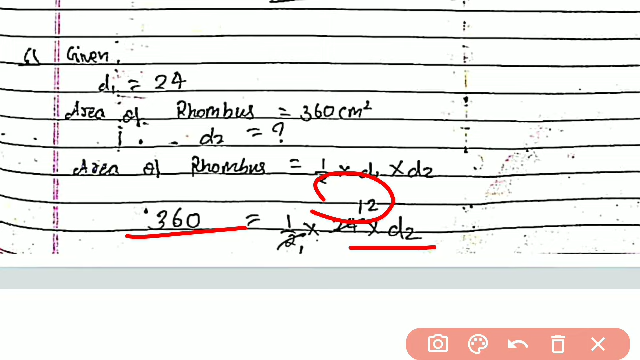 Given,
d₁ = 24
Area of Rhombus = 360 cm²
d2 = ?
Area of Rhombus = 1/2 × d₁ × d2
12
360 = 1/2 × 24 × d2